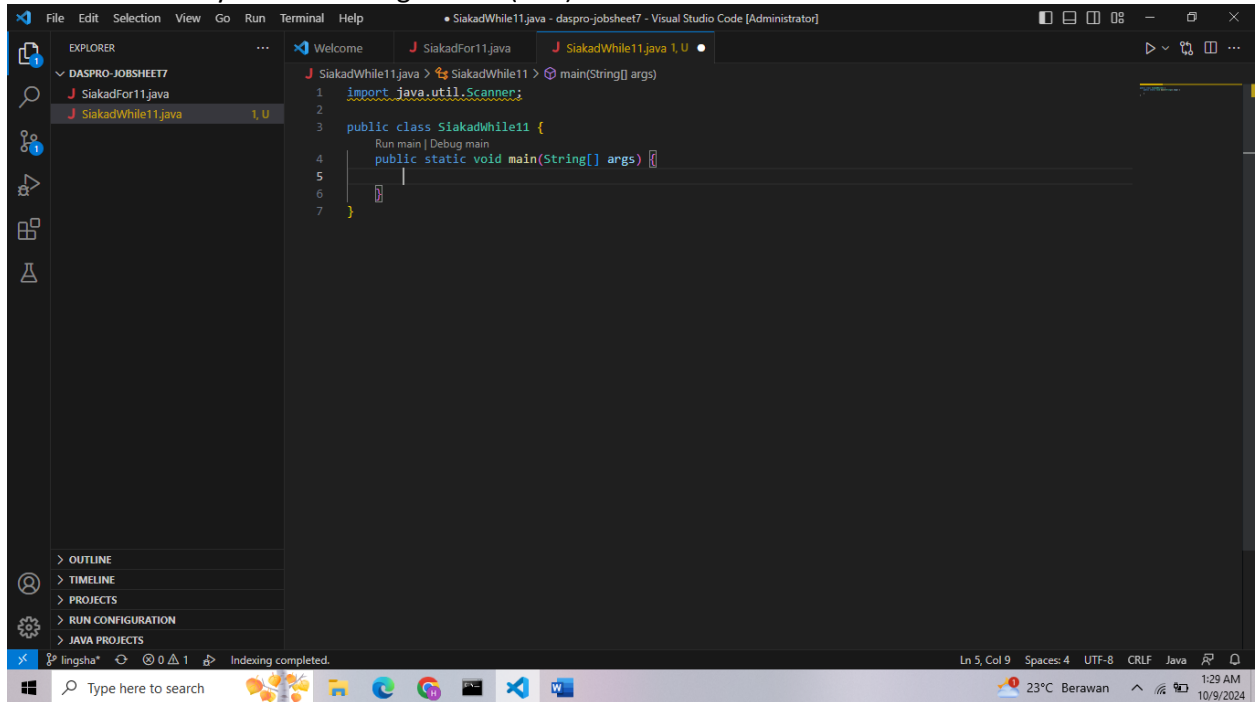 File Edit Selection View Go Run Terminal Help
● SiakadWhile11.java - daspro-jobsheet7 - Visual Studio Code [Administrator]
EXPLORER
Welcome
J SiakadFor11.java
J SiakadWhile11.java 1, U ●
DASPRO-JOBSHEET7
J SiakadFor11.java
J SiakadWhile11.java 1, U
J SiakadWhile11.java > SiakadWhile11 > main(String[] args)
1 import java.util.Scanner;
2
3 public class SiakadWhile11 {
Run main | Debug main
4 public static void main(String[] args) {
5
6 }
7 }
1
1
> OUTLINE
> TIMELINE
> PROJECTS
> RUN CONFIGURATION
> JAVA PROJECTS
lingsha* 0 1 Indexing completed.
Ln 5, Col 9 Spaces: 4 UTF-8 CRLF Java
Type here to search
23°C Berawan
1:29 AM
10/9/2024